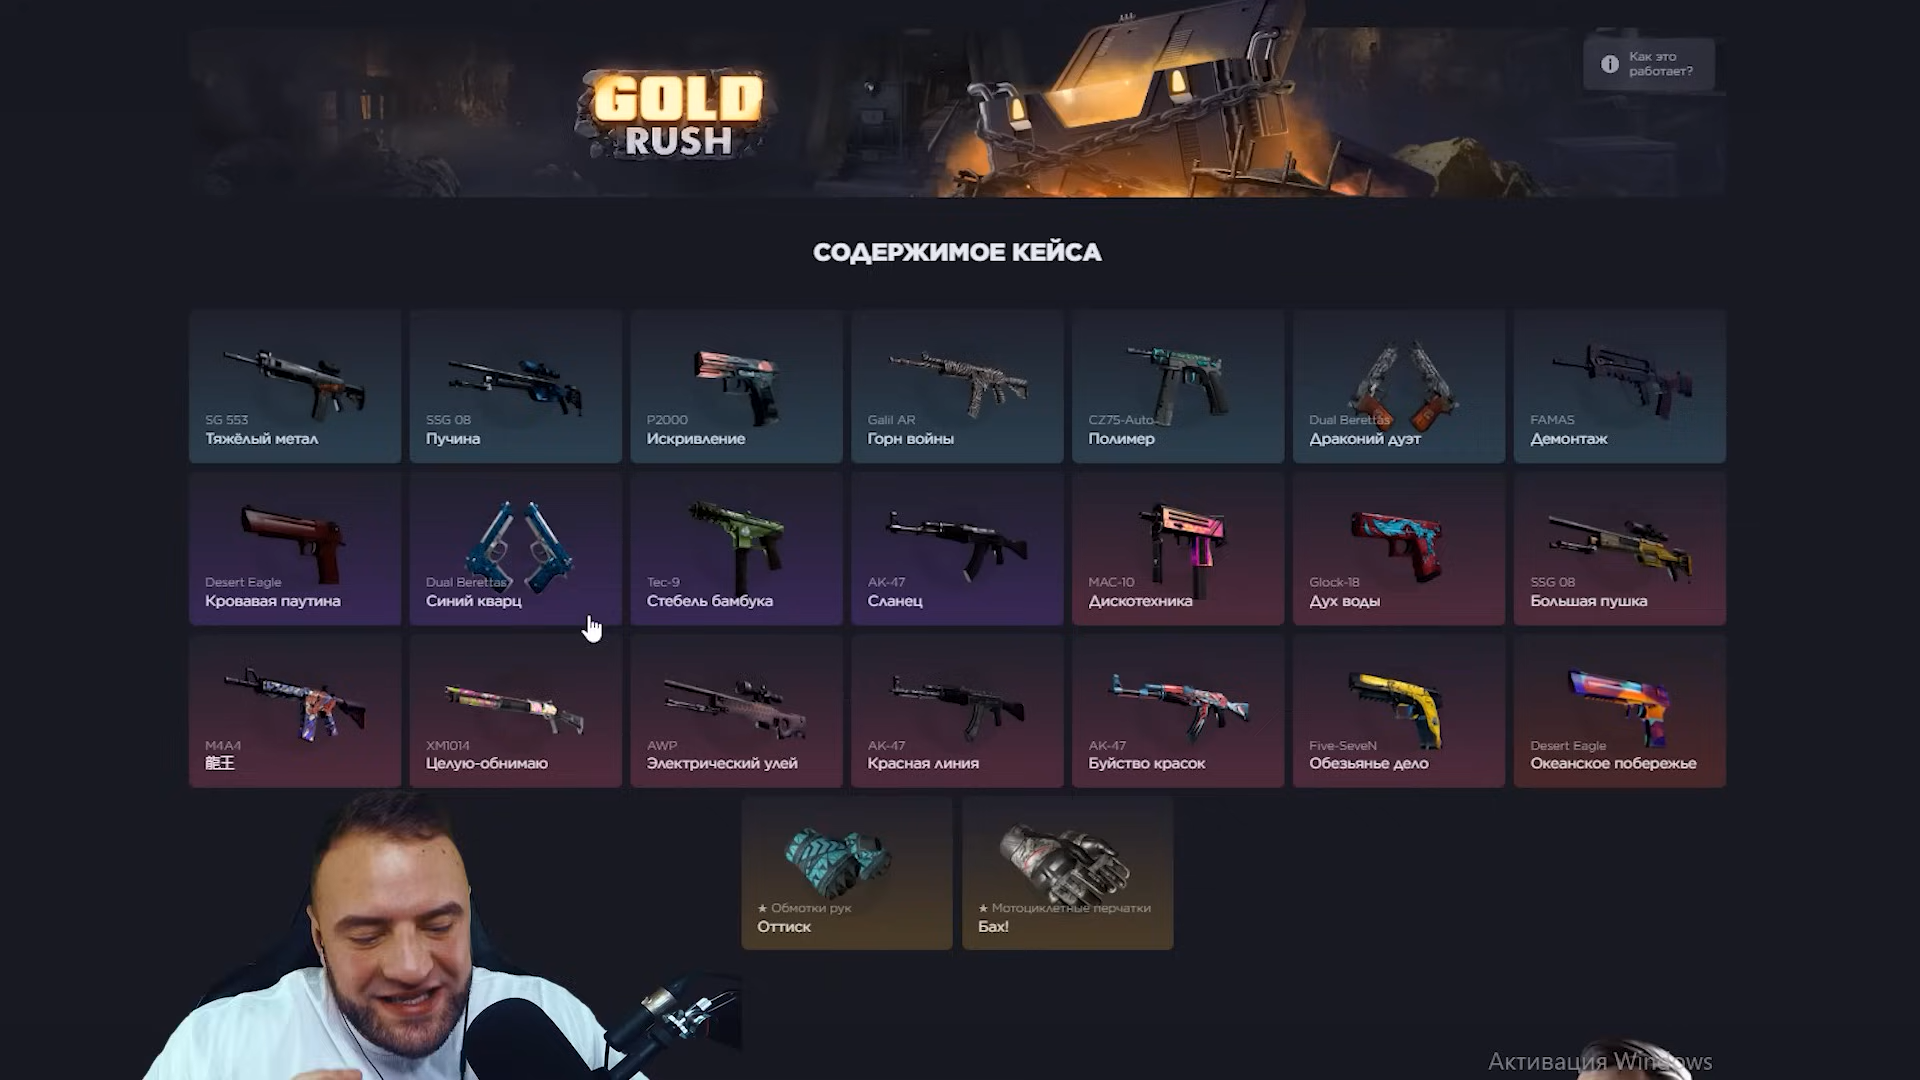 GOLD
RUSH
Как это
работает?
СОДЕРЖИМОЕ КЕЙСА
SG 553
Тяжёлый метал
SSG 08
Пучина
P2000
Искривление
Galil AR
Горн войны
CZ75-Auto
Полимер
Dual Berettas
Драконий дуэт
FAMAS
Демонтаж
Desert Eagle
Кровавая паутина
Dual Berettas
Синий кварц
Tec-9
Стебель бамбука
AK-47
Сланец
MAC-10
Дискотехника
Glock-18
Дух воды
SSG 08
Большая пушка
M4A4
龍王
XM1014
Целую-обнимаю
AWP
Электрический улей
AK-47
Красная линия
AK-47
Буйство красок
Five-SeveN
Обезьянье дело
Desert Eagle
Океанское побережье
★ Обмотки рук
Оттиск
★ Мотоциклетные перчатки
Бах!
Активация Windows